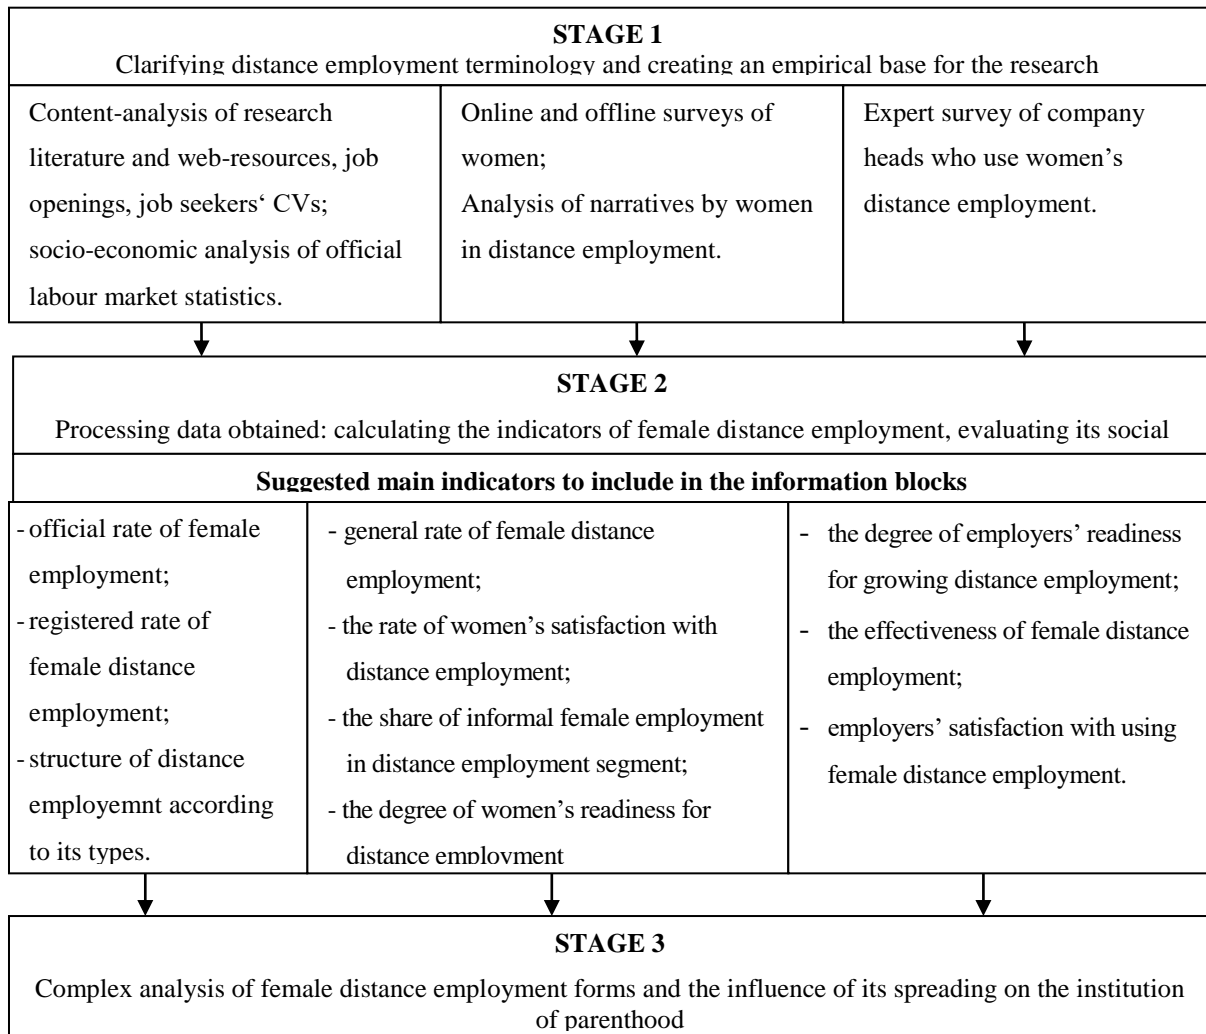 STAGE 1
Clarifying distance employment terminology and creating an empirical base for the research
Content-analysis of research
literature and web-resources, job
openings, job seekers‘ CVs;
socio-economic analysis of official
labour market statistics.
Online and offline surveys of
women;
Analysis of narratives by women
in distance employment.
Expert survey of company
heads who use women’s
distance employment.
STAGE 2
Processing data obtained: calculating the indicators of female distance employment, evaluating its social
Suggested main indicators to include in the information blocks
- official rate of female
employment;
- registered rate of
female distance
employment;
- structure of distance
employemnt according
to its types.
- general rate of female distance
employment;
- the rate of women’s satisfaction with
distance employment;
- the share of informal female employment
in distance employment segment;
- the degree of women’s readiness for
distance employment
- the degree of employers’ readiness
for growing distance employment;
- the effectiveness of female distance
employment;
- employers’ satisfaction with using
female distance employment.
STAGE 3
Complex analysis of female distance employment forms and the influence of its spreading on the institution
of parenthood